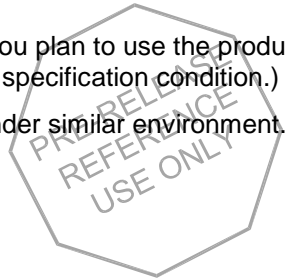 ou plan to use the produ
specification condition.)
nder similar environment.
PRE RELEASE
REFERENCE
USE ONLY